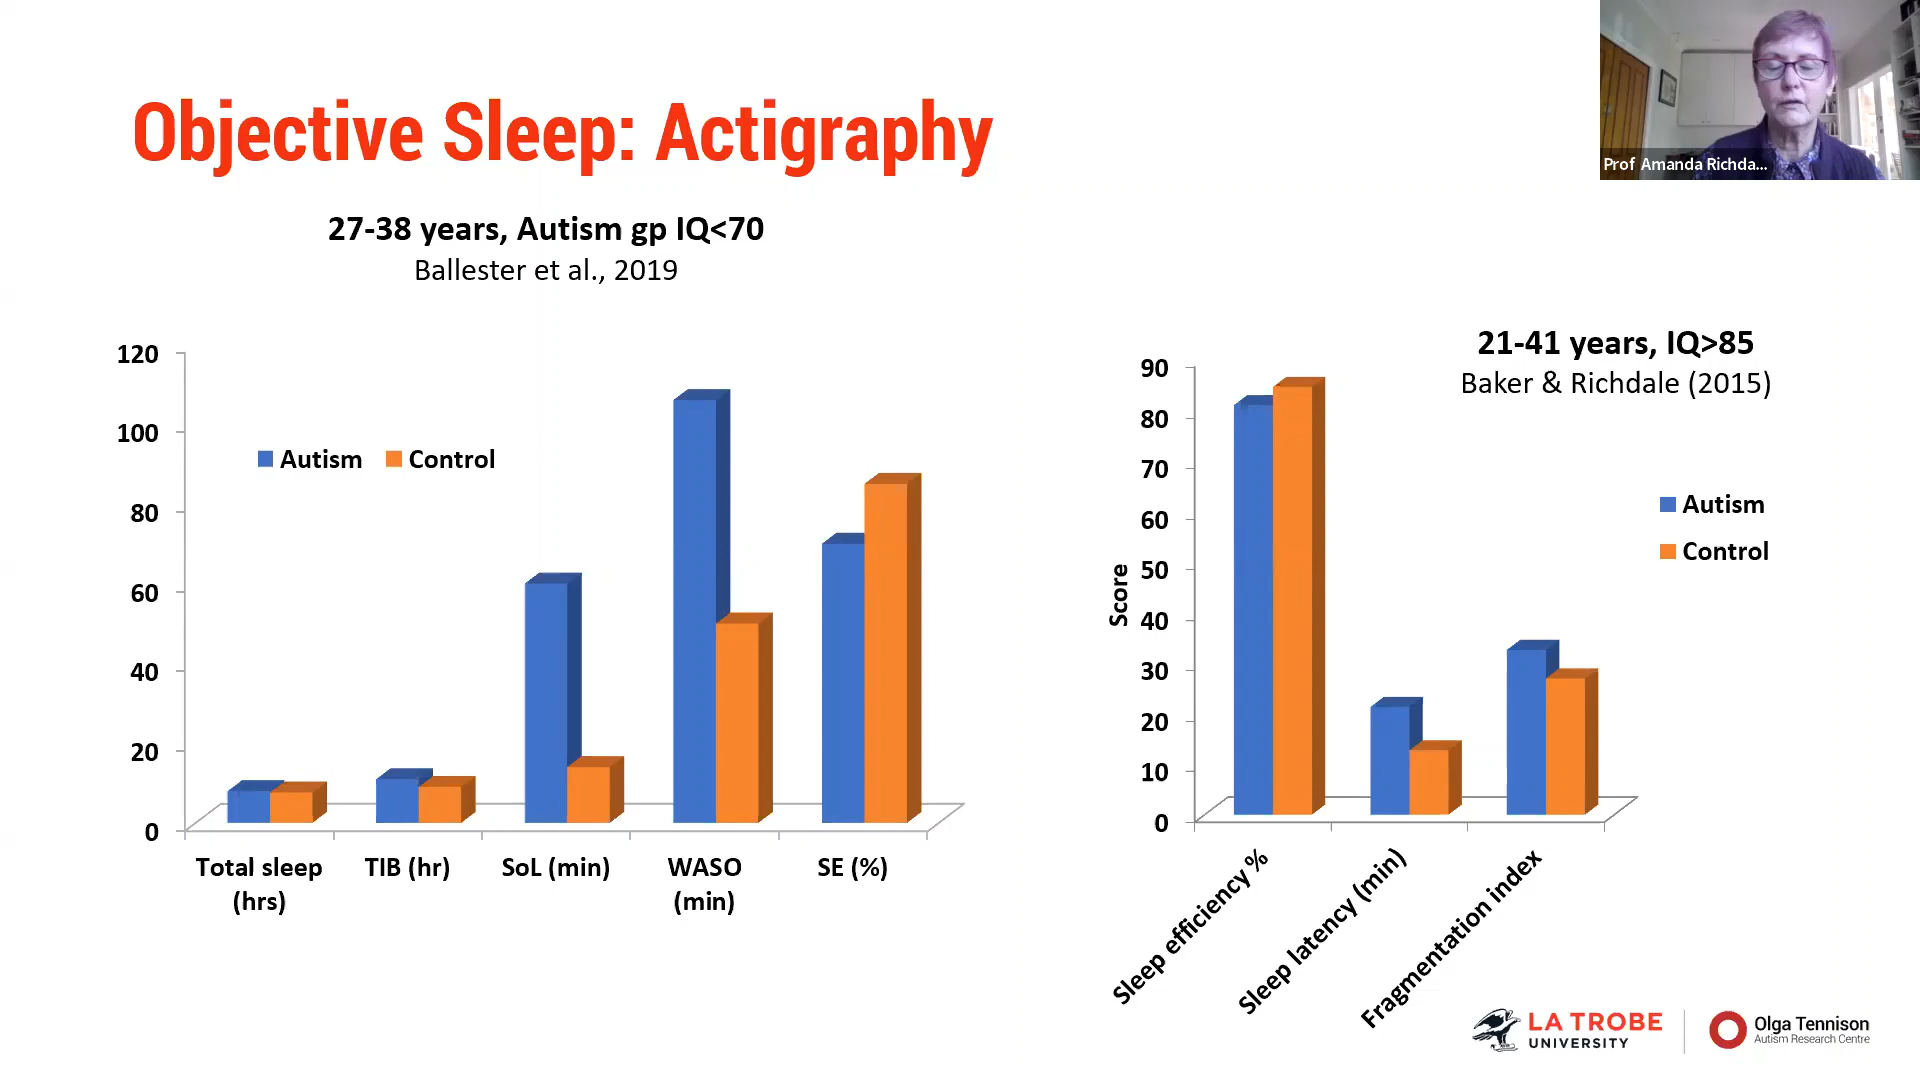 Objective Sleep: Actigraphy
Prof Amanda Richda...
27-38 years, Autism gp IQ<70
Ballester et al., 2019
120
100
80
60
40
20
0
Autism
Control
Total sleep
(hrs)
TIB (hr)
SoL (min)
WASO
(min)
SE (%)
21-41 years, IQ>85
Baker & Richdale (2015)
90
80
70
60
50
40
30
20
10
0
Score
Autism
Control
Sleep efficiency %
Sleep latency (min)
Fragmentation index
LA TROBE
UNIVERSITY
Olga Tennison
Autism Research Centre